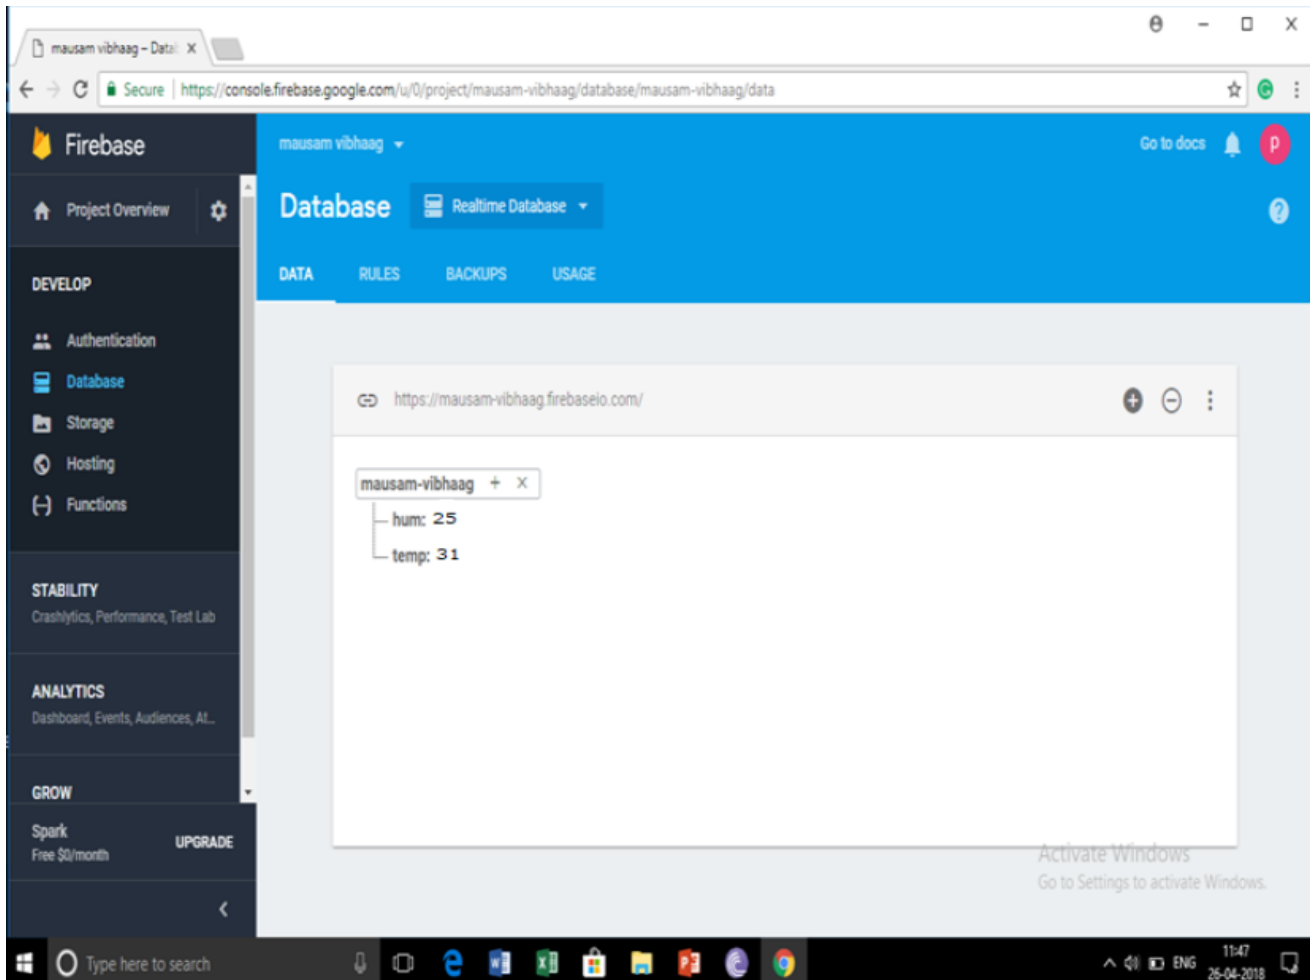 mausam vibhaag – Data
Secure | https://console.firebase.google.com/u/0/project/mausam-vibhaag/database/mausam-vibhaag/data
Firebase
mausam vibhaag
Go to docs
P
Project Overview
Database
Realtime Database
?
DATA
RULES
BACKUPS
USAGE
DEVELOP
Authentication
Database
Storage
Hosting
Functions
https://mausam-vibhaag.firebaseio.com/
mausam-vibhaag + X
hum: 25
temp: 31
STABILITY
Crashlytics, Performance, Test Lab
ANALYTICS
Dashboard, Events, Audiences, At...
GROW
Spark
Free $0/month
UPGRADE
Activate Windows
Go to Settings to activate Windows.
Type here to search
ENG
11:47
26-04-2018